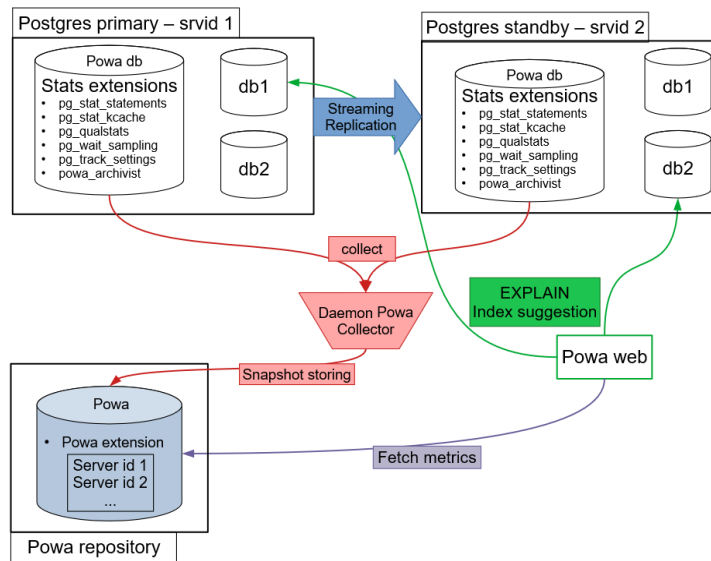 Postgres primary – srvid 1
Powa db
Stats extensions
• pg_stat_statements
• pg_stat_kcache
• pg_qualstats
• pg_wait_sampling
• pg_track_settings
• powa_archivist
db1
db2
Streaming
Replication
Postgres standby – srvid 2
Powa db
Stats extensions
• pg_stat_statements
• pg_stat_kcache
• pg_qualstats
• pg_wait_sampling
• pg_track_settings
• powa_archivist
db1
db2
collect
Daemon Powa
Collector
EXPLAIN
Index suggestion
Powa web
Snapshot storing
Powa
• Powa extension
Server id 1
Server id 2
...
Fetch metrics
Powa repository